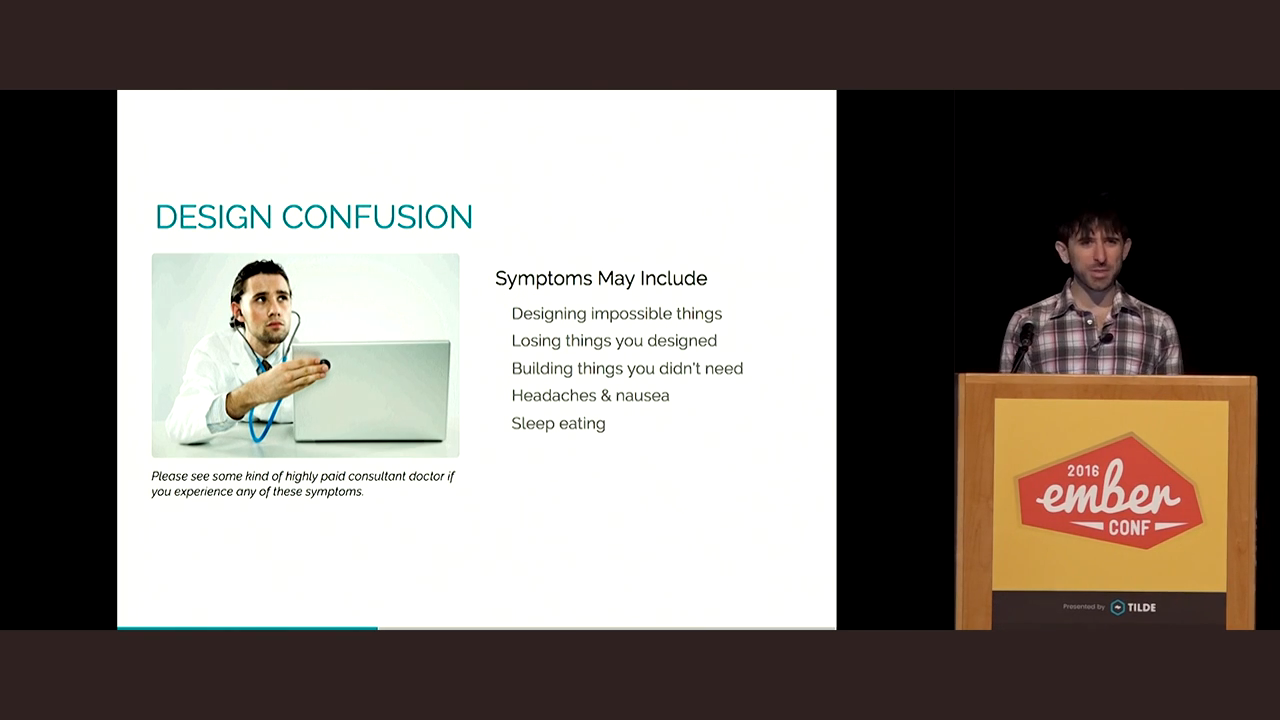 DESIGN CONFUSION
Symptoms May Include
Designing impossible things
Losing things you designed
Building things you didn't need
Headaches & nausea
Sleep eating
Please see some kind of highly paid consultant doctor if
you experience any of these symptoms.
2016
ember
CONF
Presented by TILDE